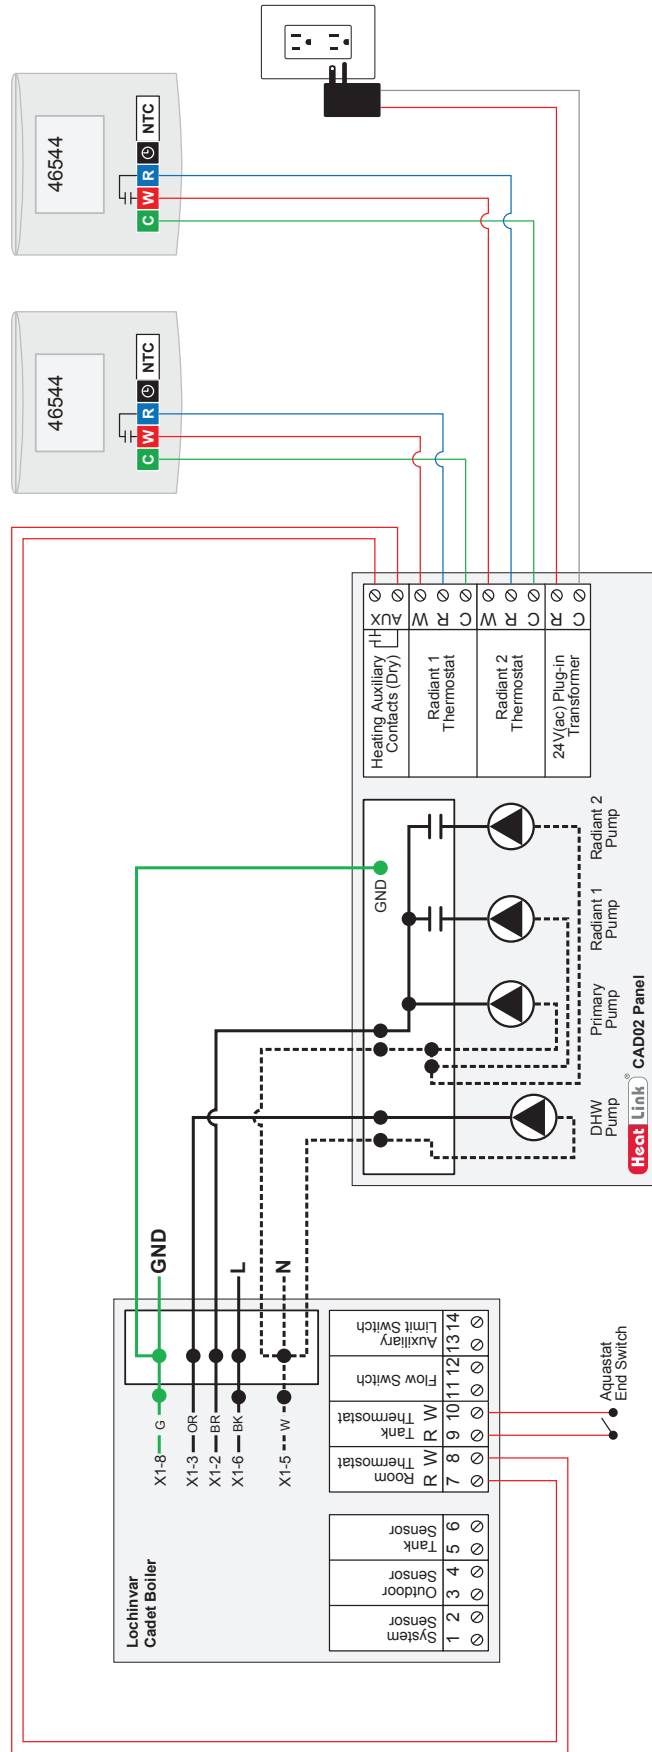 Lochinvar
Cadet Boiler
X1-8
G
GND
X1-3
OR
X1-2
BR
X1-6
BK
L
X1-5
W
N
System
Sensor
1 2
Outdoor
Sensor
3 4
Tank
Sensor
5 6
Room
Thermostat
R W
7 8
Tank
Thermostat
R W
9 10
Flow Switch
11 12
Auxiliary
Limit Switch
13 14
Aquastat
End Switch
GND
DHW
Pump
Primary
Pump
Radiant 1
Pump
Radiant 2
Pump
Heat Link® CAD02 Panel
Heating Auxiliary
Contacts (Dry)
AUX
Radiant 1
Thermostat
W
R
C
Radiant 2
Thermostat
W
R
C
24V(ac) Plug-in
Transformer
R
C
46544
C W R NTC
46544
C W R NTC